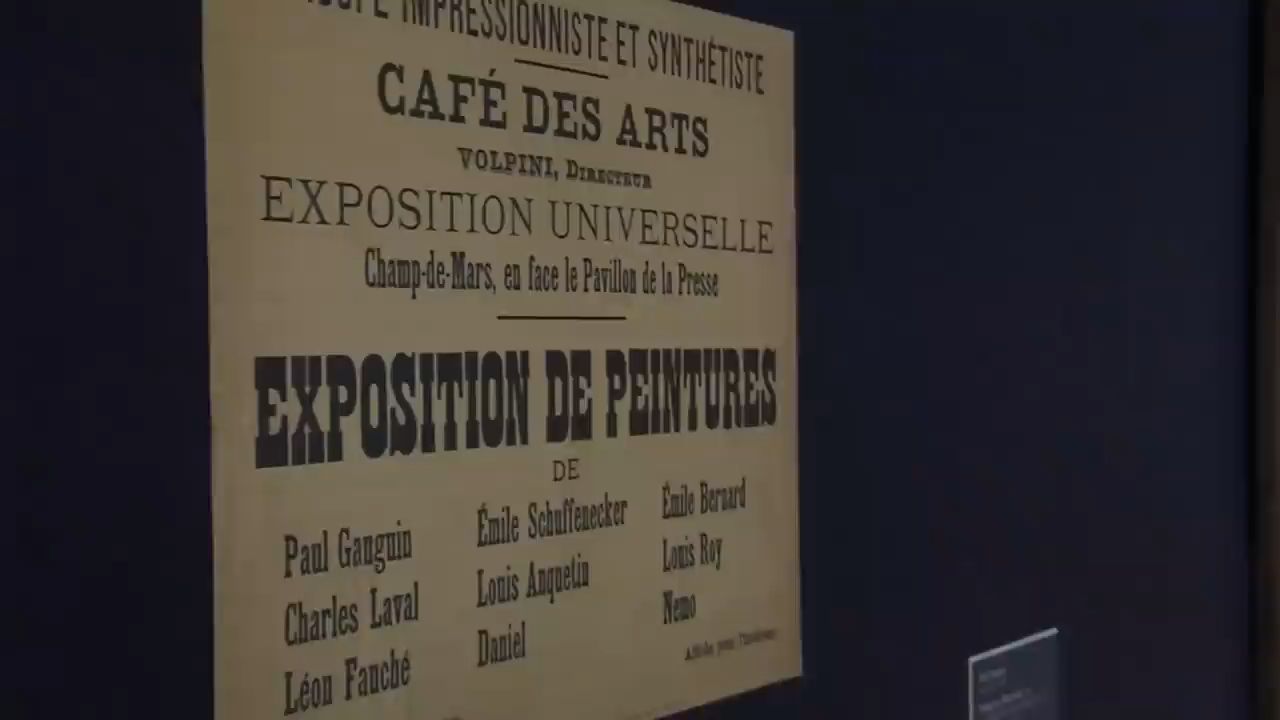 IMPRESSIONNISTE ET SYNTHÉTISTE
CAFÉ DES ARTS
VOLPINI, DIRECTEUR
EXPOSITION UNIVERSELLE
Champ-de-Mars, en face le Pavillon de la Presse
EXPOSITION DE PEINTURES
DE
Paul Gauguin
Charles Laval
Léon Fauché
Émile Schuffenecker
Louis Anquetin
Daniel
Émile Bernard
Louis Roy
Nemo